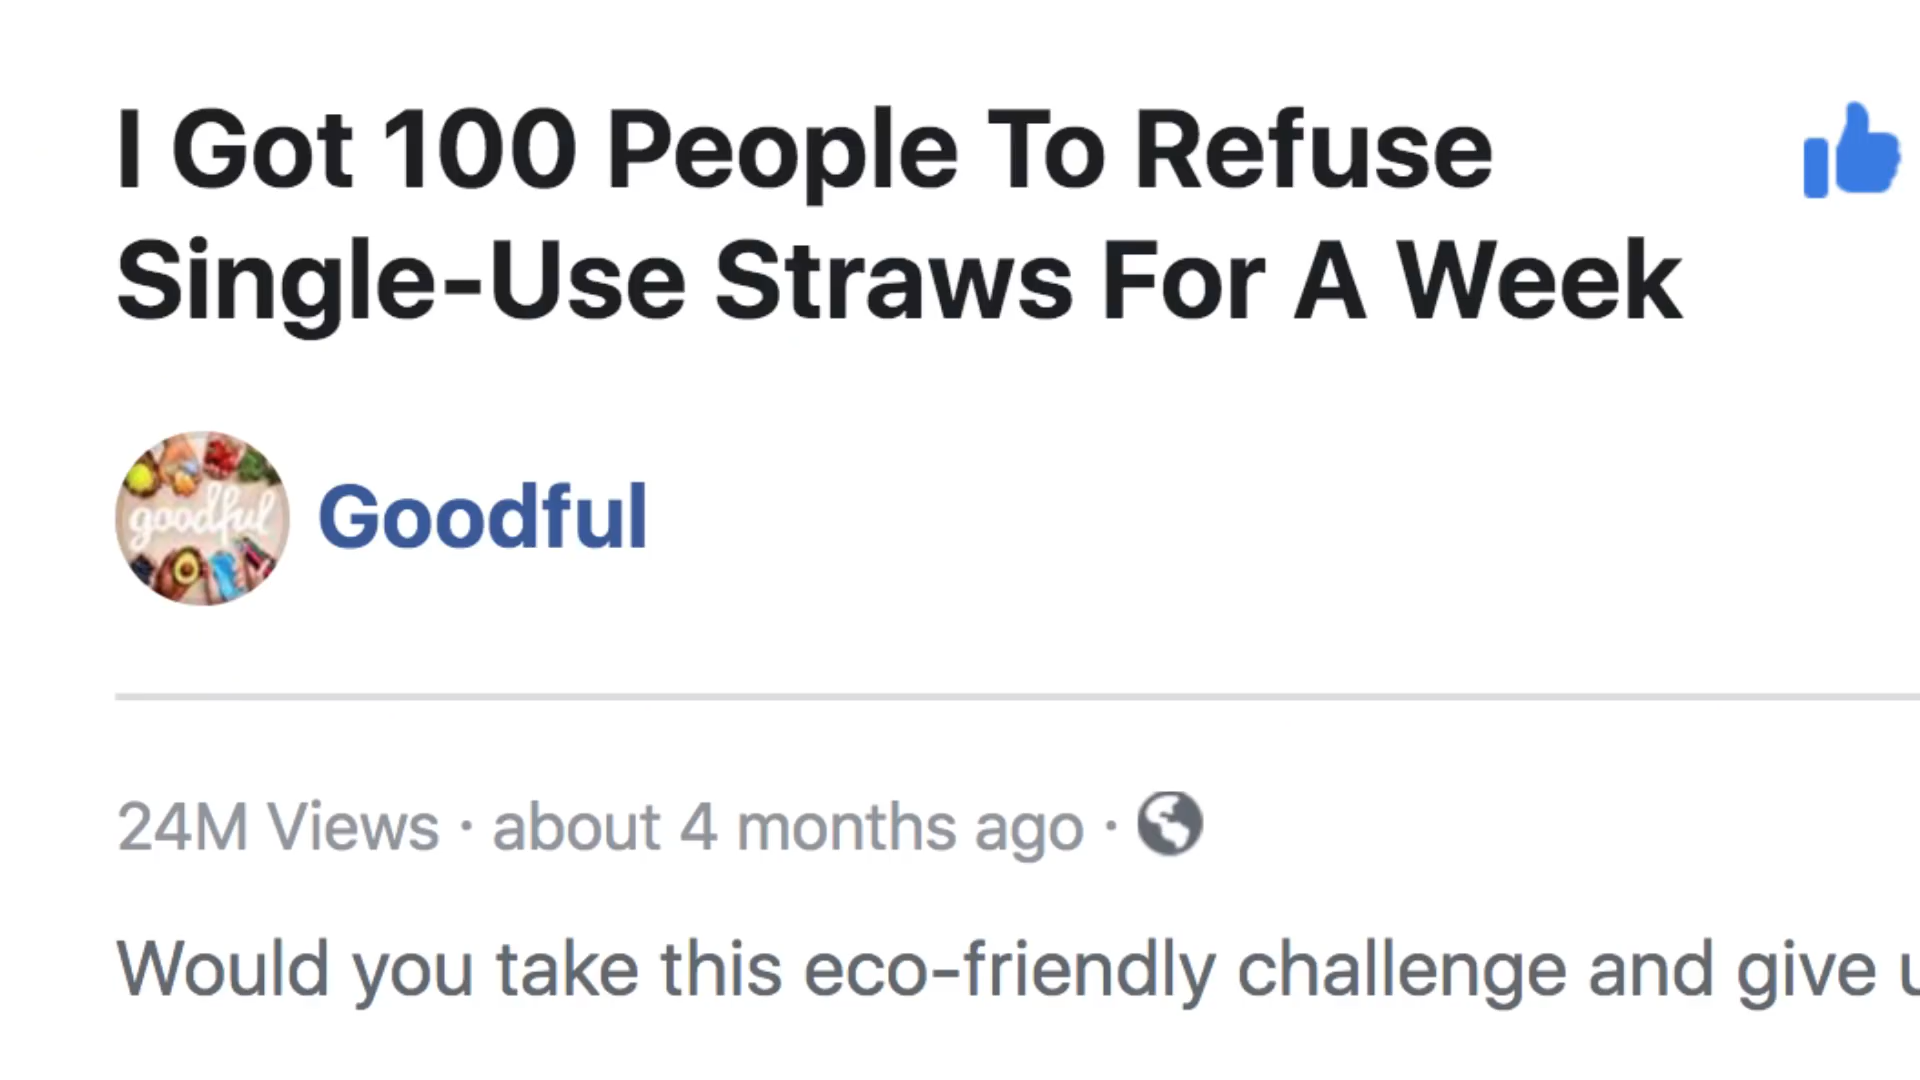 I Got 100 People To Refuse
Single-Use Straws For A Week
goodful
Goodful
24M Views · about 4 months ago ·
Would you take this eco-friendly challenge and give